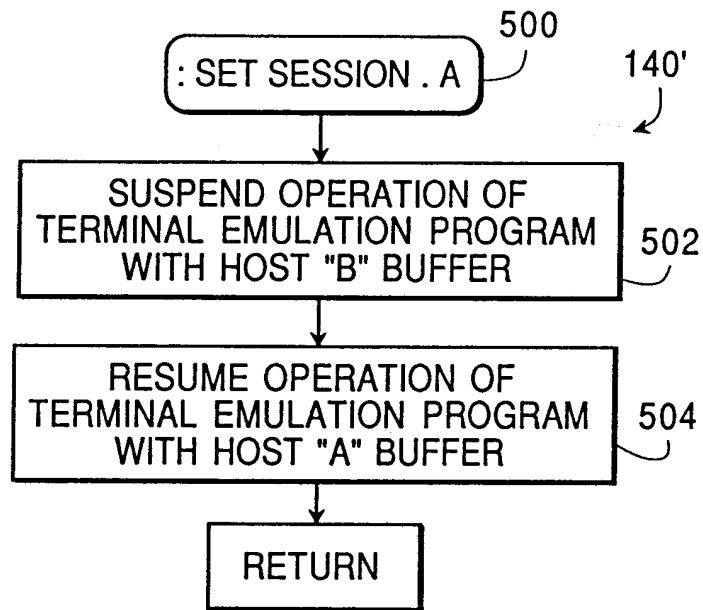 500
: SET SESSION . A
140'
SUSPEND OPERATION OF
TERMINAL EMULATION PROGRAM
WITH HOST "B" BUFFER
502
RESUME OPERATION OF
TERMINAL EMULATION PROGRAM
WITH HOST "A" BUFFER
504
RETURN